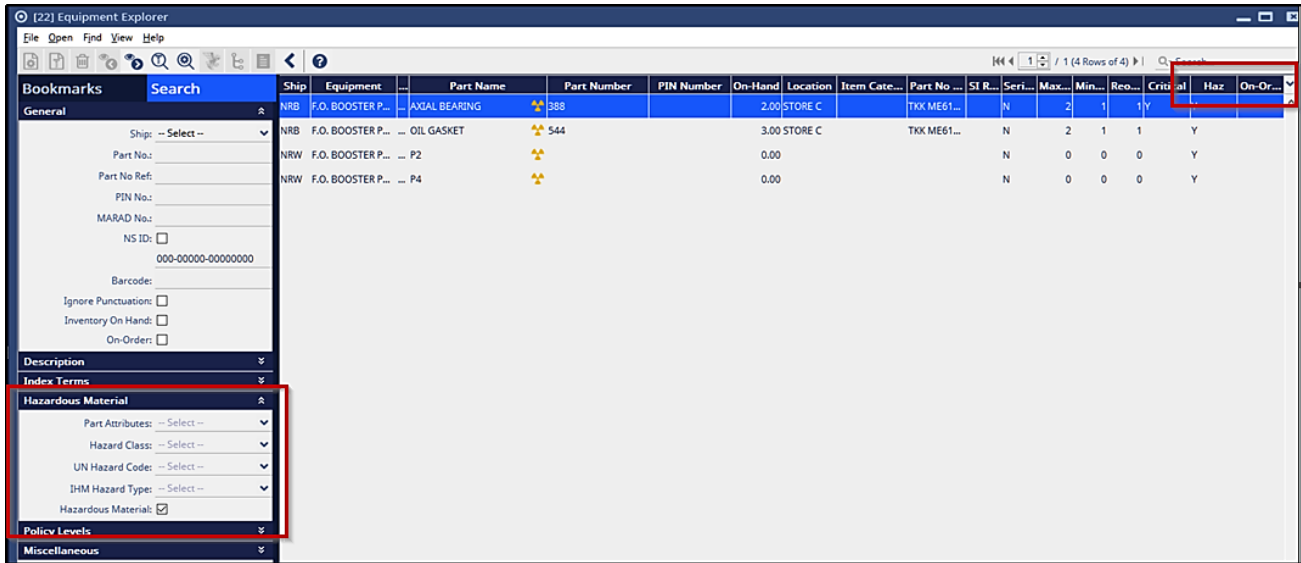 [22] Equipment Explorer
File Open Find View Help
1 / 1 (4 Rows of 4) Search
Bookmarks Search
Ship Equipment ... Part Name Part Number PIN Number On-Hand Location Item Cate... Part No ... SI R... Seri... Max... Min... Reo... Critical Haz On-Or...
NRB F.O. BOOSTER P... ... AXIAL BEARING 388 2.00 STORE C TKK ME61... N 2 1 1 Y Y
NRB F.O. BOOSTER P... ... OIL GASKET 544 3.00 STORE C TKK ME61... N 2 1 1 Y
NRW F.O. BOOSTER P... ... P2 0.00 N 0 0 0 Y
NRW F.O. BOOSTER P... ... P4 0.00 N 0 0 0 Y
General
Ship: -- Select --
Part No.:
Part No Ref:
PIN No.:
MARAD No.:
NS ID:
000-00000-00000000
Barcode:
Ignore Punctuation:
Inventory On Hand:
On-Order:
Description
Index Terms
Hazardous Material
Part Attributes: -- Select --
Hazard Class: -- Select --
UN Hazard Code: -- Select --
IHM Hazard Type: -- Select --
Hazardous Material:
Policy Levels
Miscellaneous